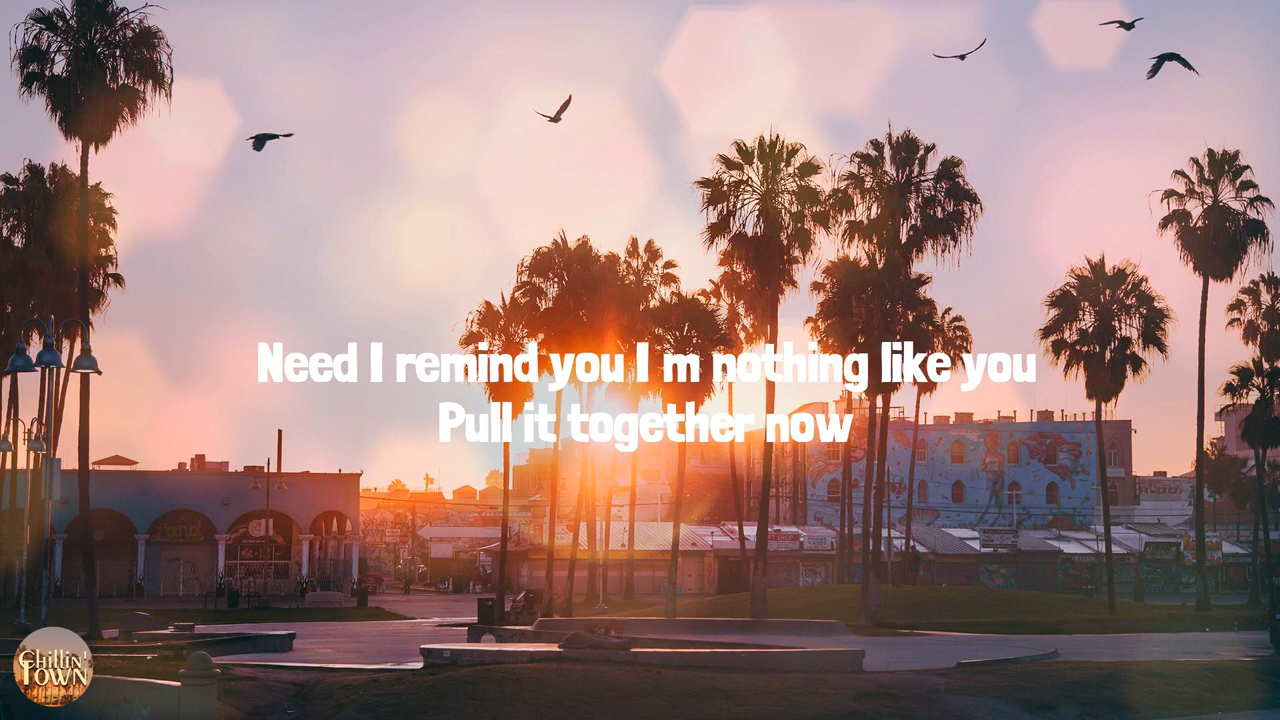 Need I remind you I m nothing like you
Pull it together now
Chillin'
Town